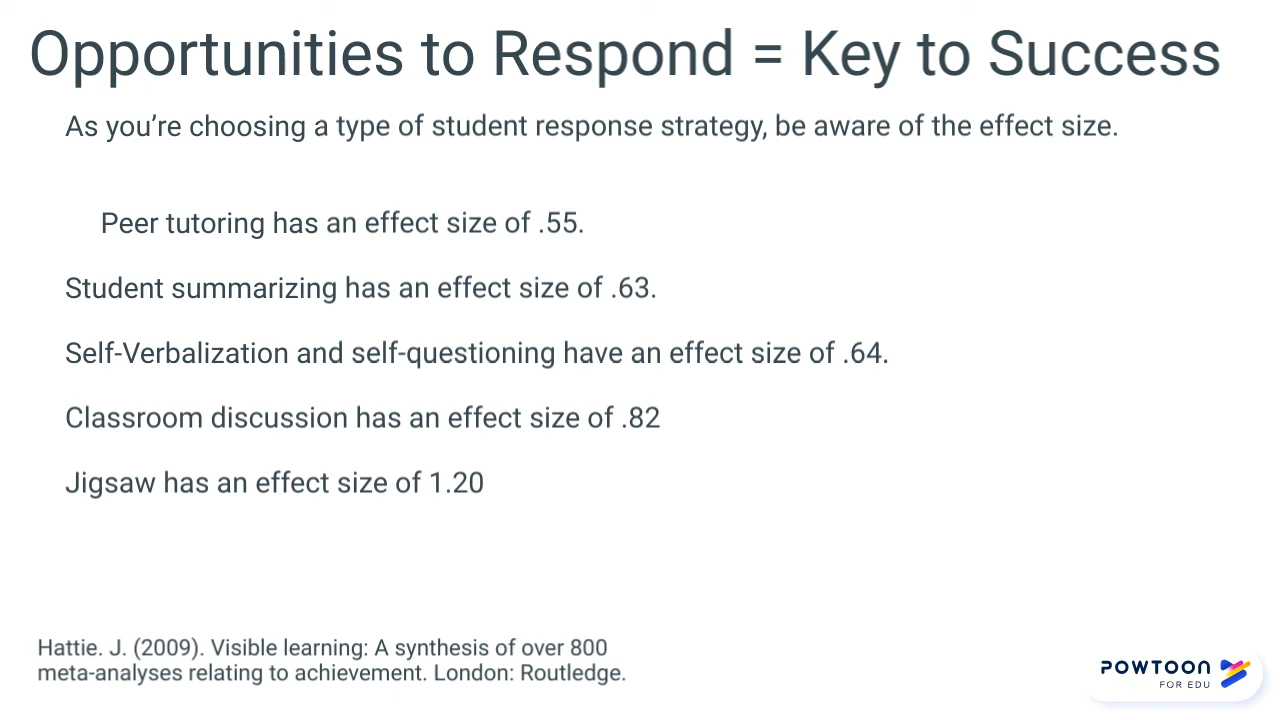 Opportunities to Respond = Key to Success
As you’re choosing a type of student response strategy, be aware of the effect size.
Peer tutoring has an effect size of .55.
Student summarizing has an effect size of .63.
Self-Verbalization and self-questioning have an effect size of .64.
Classroom discussion has an effect size of .82
Jigsaw has an effect size of 1.20
Hattie. J. (2009). Visible learning: A synthesis of over 800
meta-analyses relating to achievement. London: Routledge.
POWTOON
FOR EDU